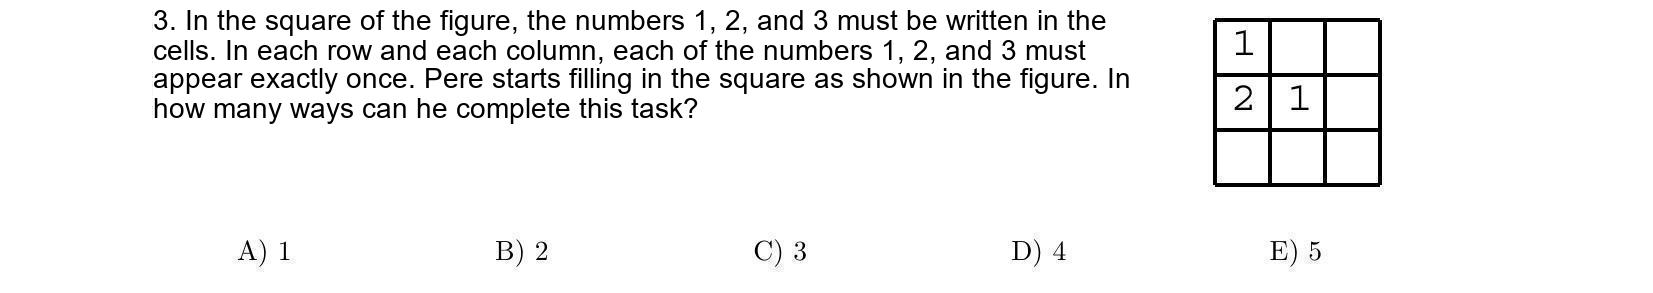 3. In the square of the figure, the numbers 1, 2, and 3 must be written in the
cells. In each row and each column, each of the numbers 1, 2, and 3 must
appear exactly once. Pere starts filling in the square as shown in the figure. In
how many ways can he complete this task?
1
2 1
A) 1 B) 2 C) 3 D) 4 E) 5